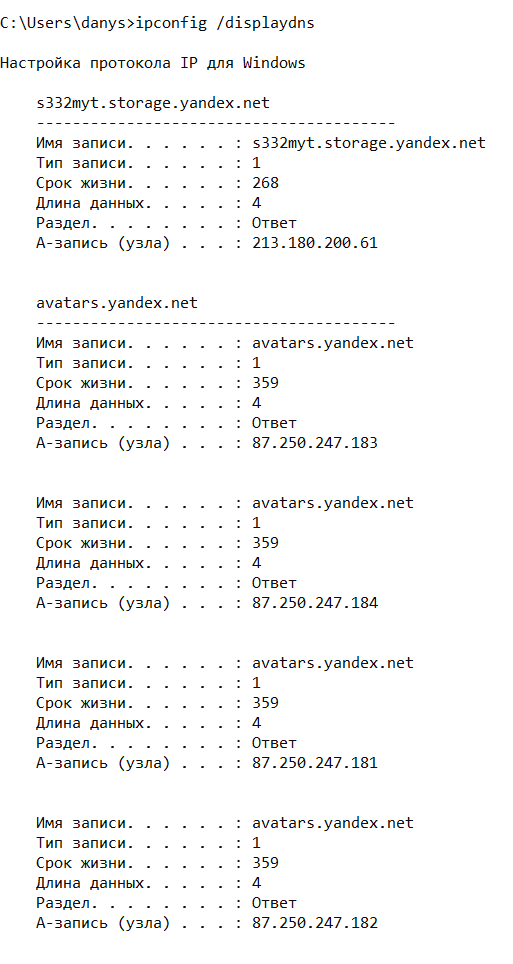 C:\Users\danys>ipconfig /displaydns
Настройка протокола IP для Windows
s332myt.storage.yandex.net
----------------------------------------
Имя записи. . . . . . : s332myt.storage.yandex.net
Тип записи. . . . . . : 1
Срок жизни. . . . . . : 268
Длина данных. . . . . : 4
Раздел. . . . . . . . : Ответ
А-запись (узла) . . . : 213.180.200.61
avatars.yandex.net
----------------------------------------
Имя записи. . . . . . : avatars.yandex.net
Тип записи. . . . . . : 1
Срок жизни. . . . . . : 359
Длина данных. . . . . : 4
Раздел. . . . . . . . : Ответ
А-запись (узла) . . . : 87.250.247.183
Имя записи. . . . . . : avatars.yandex.net
Тип записи. . . . . . : 1
Срок жизни. . . . . . : 359
Длина данных. . . . . : 4
Раздел. . . . . . . . : Ответ
А-запись (узла) . . . : 87.250.247.184
Имя записи. . . . . . : avatars.yandex.net
Тип записи. . . . . . : 1
Срок жизни. . . . . . : 359
Длина данных. . . . . : 4
Раздел. . . . . . . . : Ответ
А-запись (узла) . . . : 87.250.247.181
Имя записи. . . . . . : avatars.yandex.net
Тип записи. . . . . . : 1
Срок жизни. . . . . . : 359
Длина данных. . . . . : 4
Раздел. . . . . . . . : Ответ
А-запись (узла) . . . : 87.250.247.182